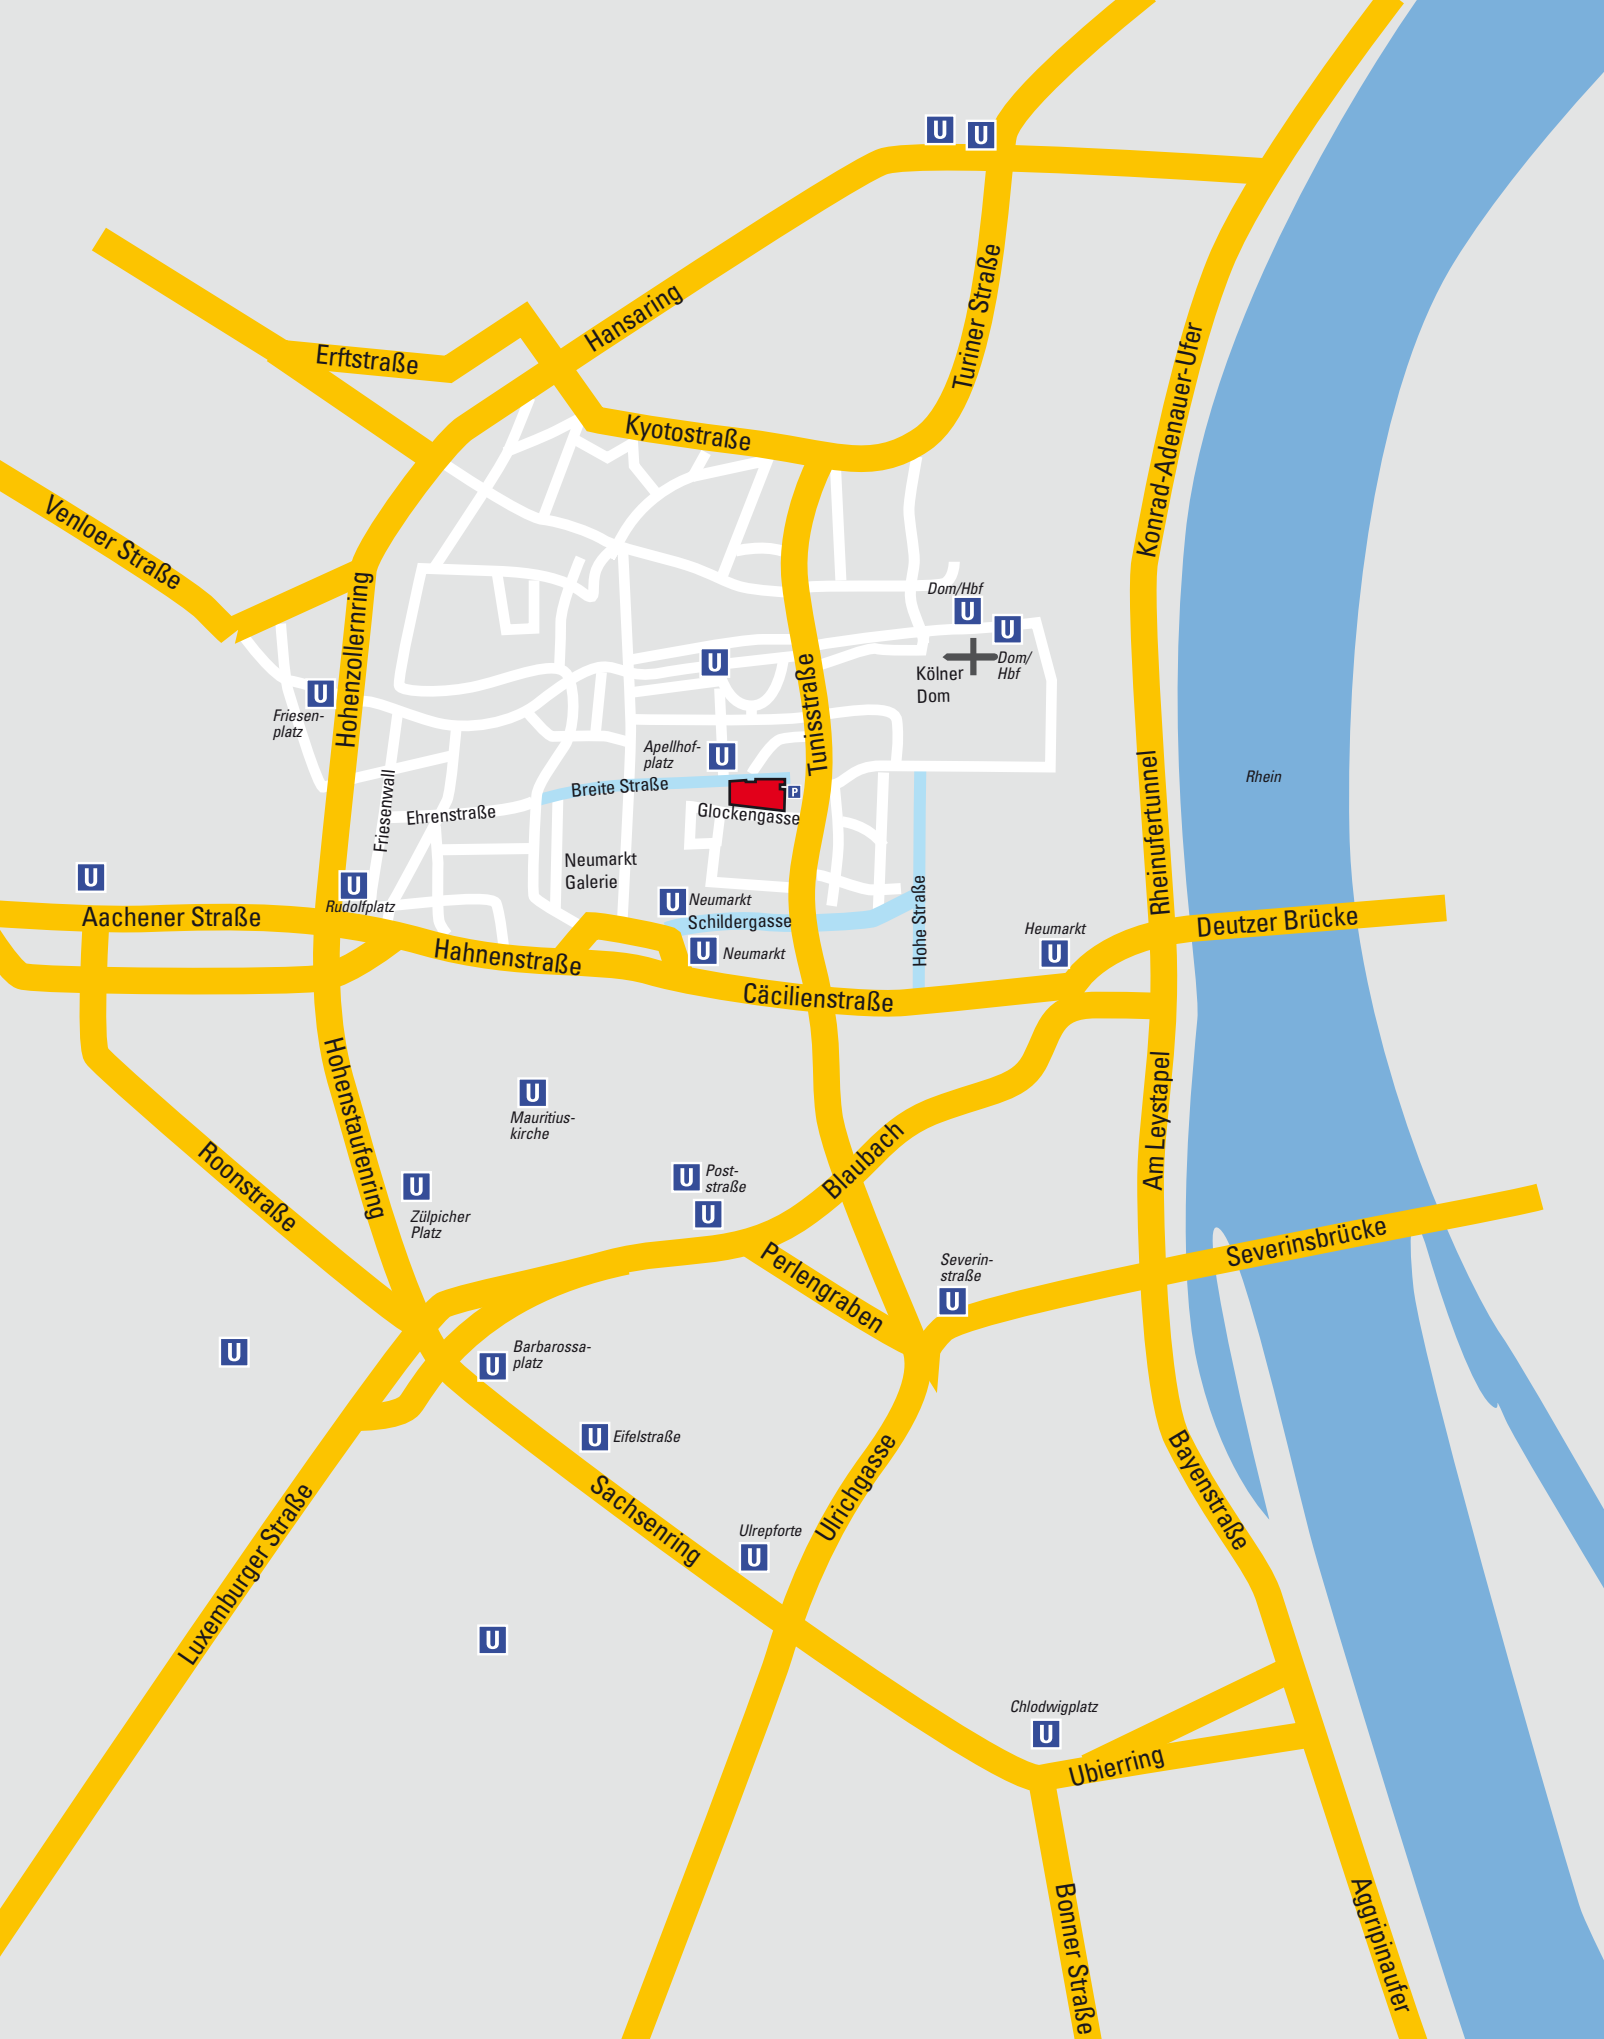 U
U
Hansaring
Turiner Straße
Erftstraße
Konrad-Adenauer-Ufer
Kyotostraße
Venloer Straße
Hohenzollernring
Dom/Hbf
U
U
Dom/
Hbf
Kölner
Dom
U
U
Friesen-
platz
Tunisstraße
Apellhof-
platz
U
Rhein
Breite Straße
P
Glockengasse
Friesenwall
Ehrenstraße
Rheinufertunnel
Neumarkt
Galerie
U
U
Rudolfplatz
U
Neumarkt
Schildergasse
Hohe Straße
Aachener Straße
Deutzer Brücke
Heumarkt
U
U
Neumarkt
Hahnenstraße
Cäcilienstraße
Hohenstaufenring
Am Leystapel
U
Mauritius-
kirche
Roonstraße
Blaubach
U
Post-
straße
U
U
Zülpicher
Platz
Severinsbrücke
Perlengraben
Severin-
straße
U
U
Barbarossa-
platz
U
U
Eifelstraße
Ulrichgasse
Bayenstraße
Sachsenring
Luxemburger Straße
Ulrepforte
U
U
Chlodwigplatz
U
Ubierring
Bonner Straße
Aggripinaufer